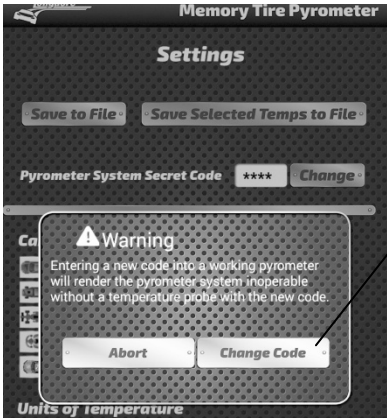 Memory Tire Pyrometer
Settings
Save to File
Save Selected Temps to File
Pyrometer System Secret Code **** Change
Ca
Warning
Entering a new code into a working pyrometer
will render the pyrometer system inoperable
without a temperature probe with the new code.
Abort
Change Code
Units of Temperature